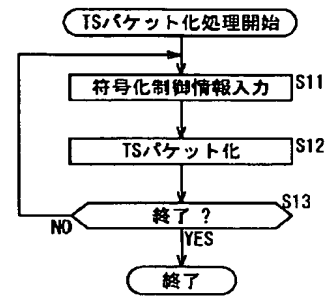 TSパケット化処理開始
符号化制御情報入力
S11
TSパケット化
S12
終了 ?
S13
NO
YES
終了